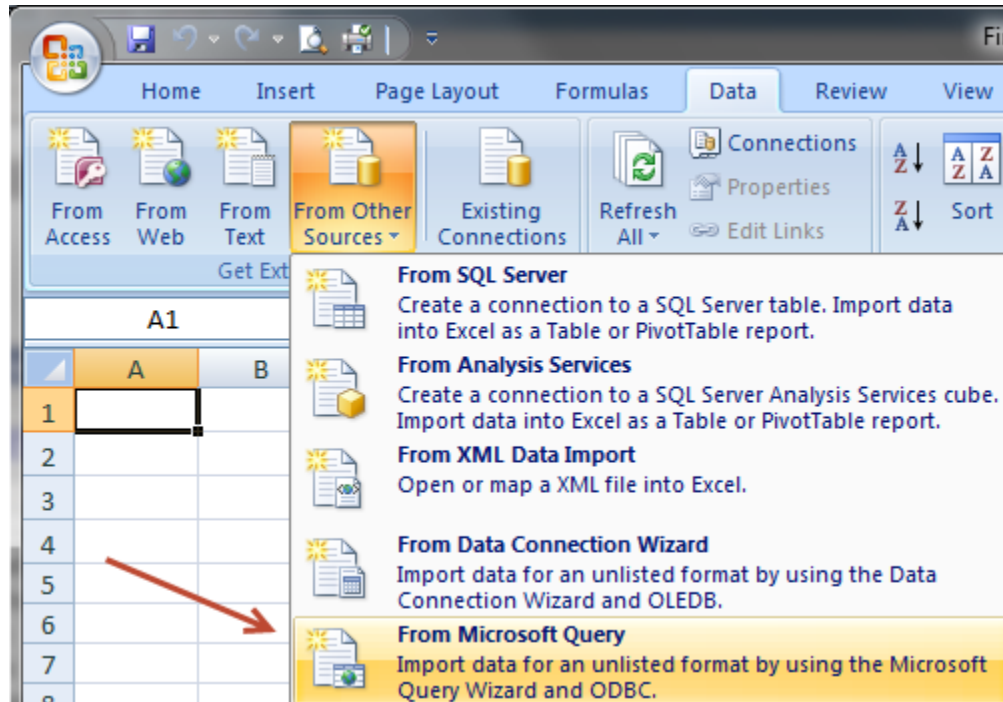 Fi
Home Insert Page Layout Formulas Data Review View
From Access
From Web
From Text
From Other Sources
Existing Connections
Refresh All
Connections
Properties
Edit Links
A Z
Z A
A Z
Z A
Sort
Get Ext
A1
A B
From SQL Server
Create a connection to a SQL Server table. Import data
into Excel as a Table or PivotTable report.
From Analysis Services
Create a connection to a SQL Server Analysis Services cube.
Import data into Excel as a Table or PivotTable report.
From XML Data Import
Open or map a XML file into Excel.
From Data Connection Wizard
Import data for an unlisted format by using the Data
Connection Wizard and OLEDB.
From Microsoft Query
Import data for an unlisted format by using the Microsoft
Query Wizard and ODBC.
1
2
3
4
5
6
7